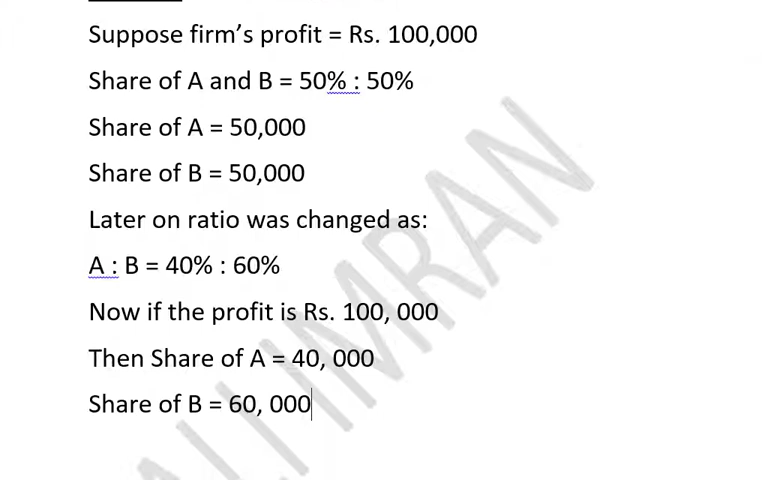 Suppose firm's profit = Rs. 100,000
Share of A and B = 50% : 50%
Share of A = 50,000
Share of B = 50,000
Later on ratio was changed as:
A : B = 40% : 60%
Now if the profit is Rs. 100, 000
Then Share of A = 40, 000
Share of B = 60, 000
ALI IMRAN